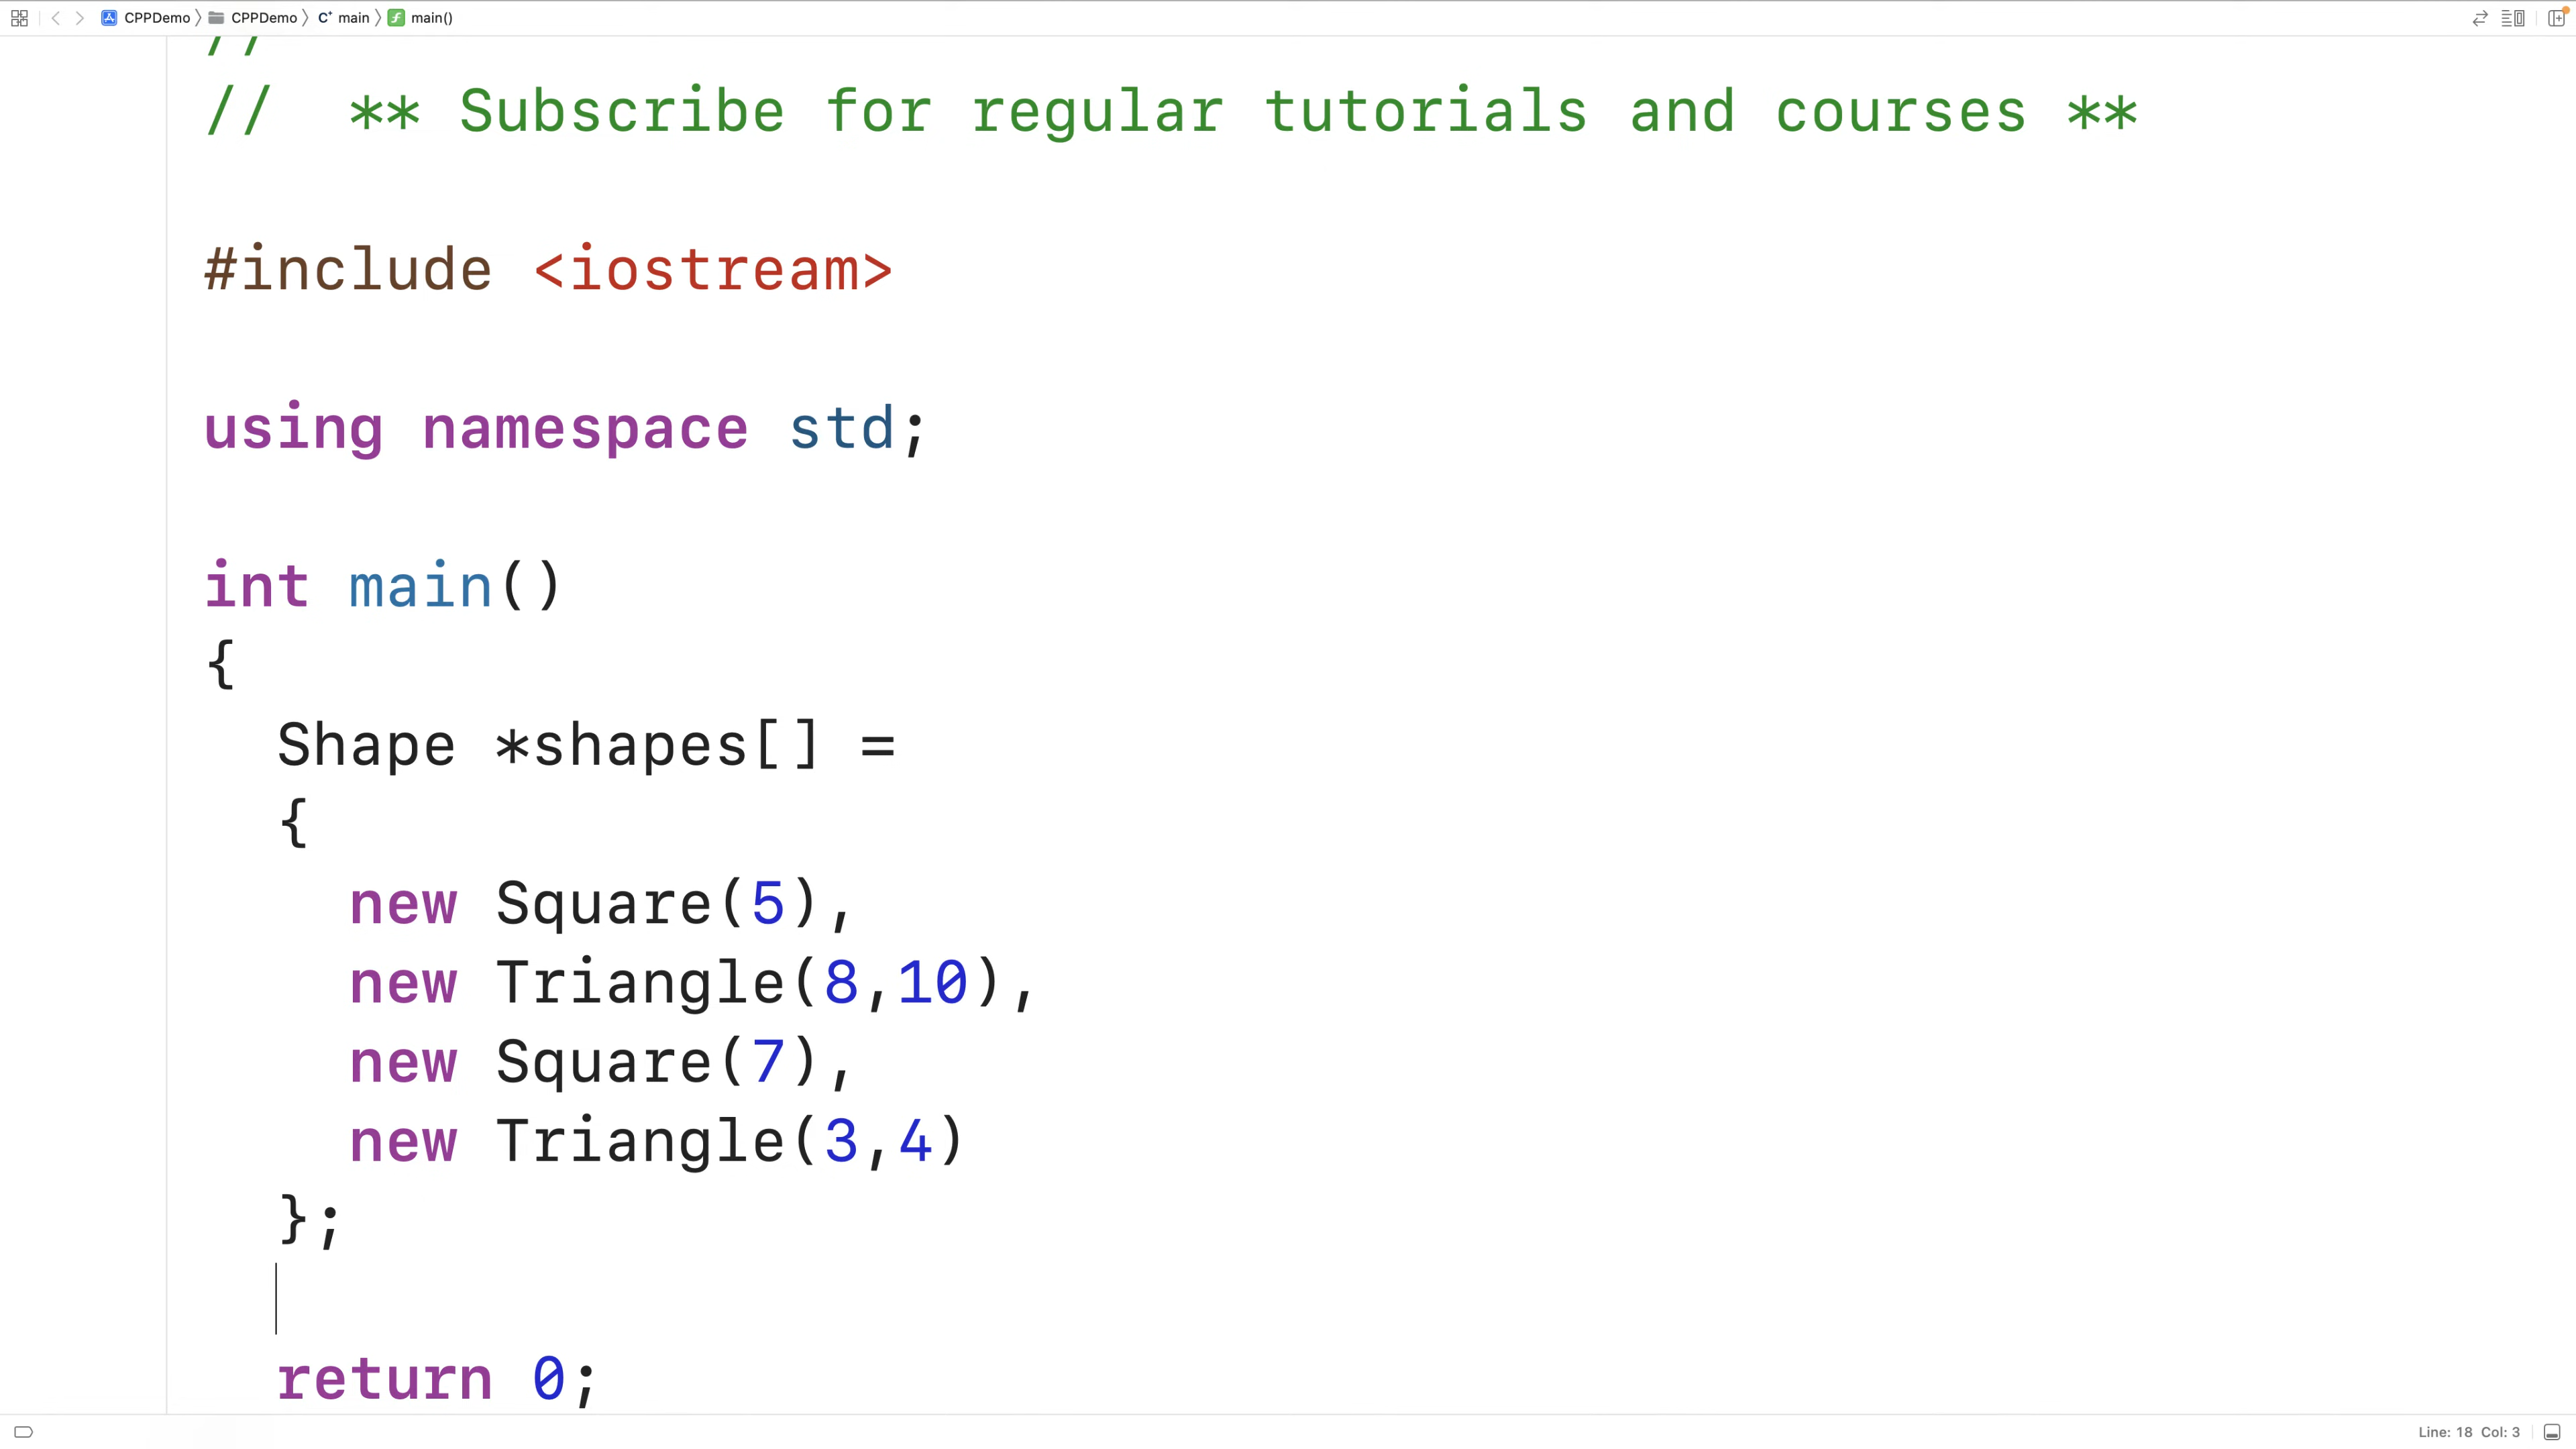 CPPDemo 〉 CPPDemo 〉 C+ main 〉 f main()
//
//  ** Subscribe for regular tutorials and courses **
#include <iostream>
using namespace std;
int main()
{
  Shape *shapes[] =
  {
    new Square(5),
    new Triangle(8,10),
    new Square(7),
    new Triangle(3,4)
  };
  return 0;
Line: 18  Col: 3